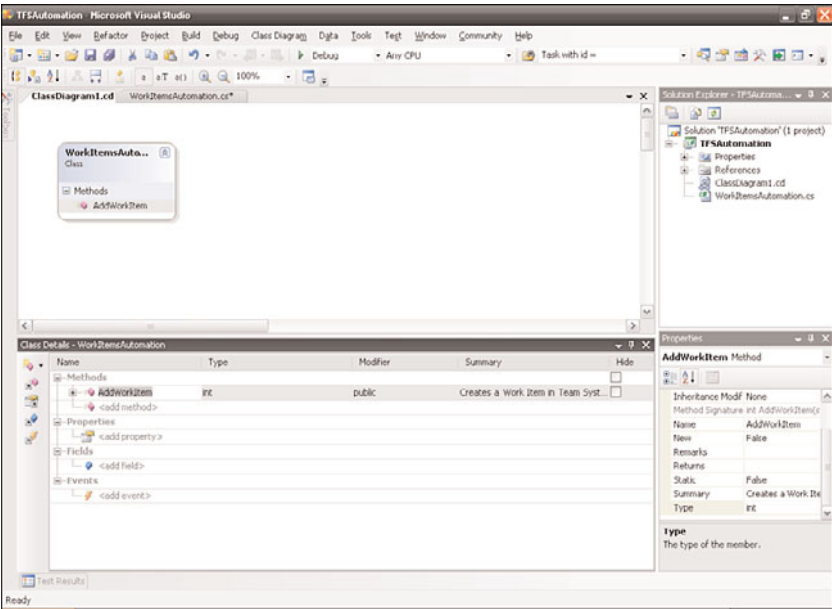 TFSAutomation - Microsoft Visual Studio
File Edit View Refactor Project Build Debug Class Diagram Data Tools Test Window Community Help
Debug Any CPU Task with id =
100%
ClassDiagram1.cd WorkItemsAutomation.cs*
Toolbox
WorkItemsAuto...
Class
Methods
AddWorkItem
Solution Explorer - TFSAutoma...
Solution 'TFSAutomation' (1 project)
TFSAutomation
Properties
References
ClassDiagram1.cd
WorkItemsAutomation.cs
Class Details - WorkItemsAutomation
Name Type Modifier Summary Hide
Methods
AddWorkItem int public Creates a Work Item in Team Syst...
<add method>
Properties
<add property>
Fields
<add field>
Events
<add event>
Properties
AddWorkItem Method
Inheritance Modif None
Method Signature int AddWorkItem(s
Name AddWorkItem
New False
Remarks
Returns
Static False
Summary Creates a Work Ite
Type int
Type
The type of the member.
Test Results
Ready